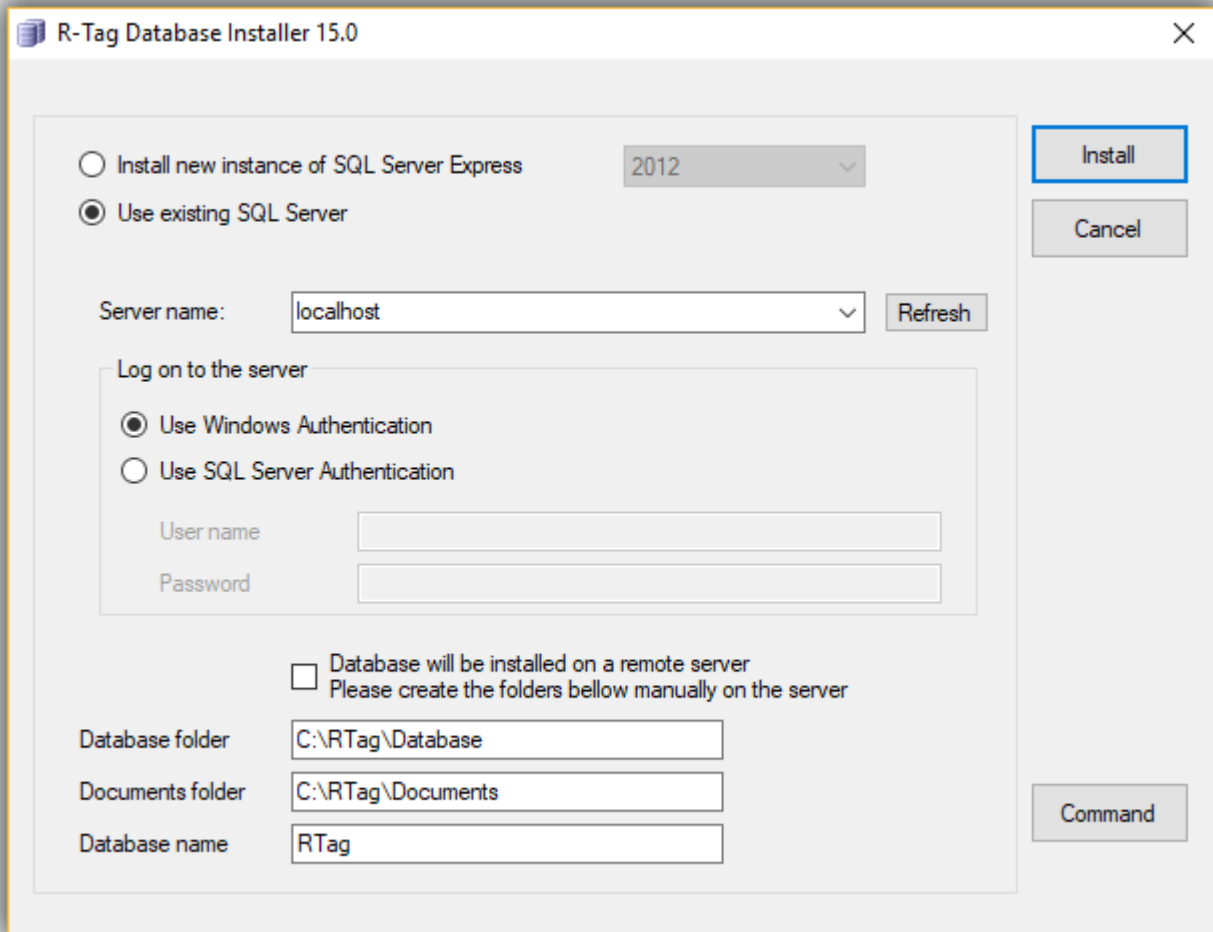 R-Tag Database Installer 15.0
Install new instance of SQL Server Express 2012
Install
Use existing SQL Server
Cancel
Server name: localhost Refresh
Log on to the server
Use Windows Authentication
Use SQL Server Authentication
User name
Password
Database will be installed on a remote server
Please create the folders bellow manually on the server
Database folder C:\RTag\Database
Documents folder C:\RTag\Documents
Command
Database name RTag